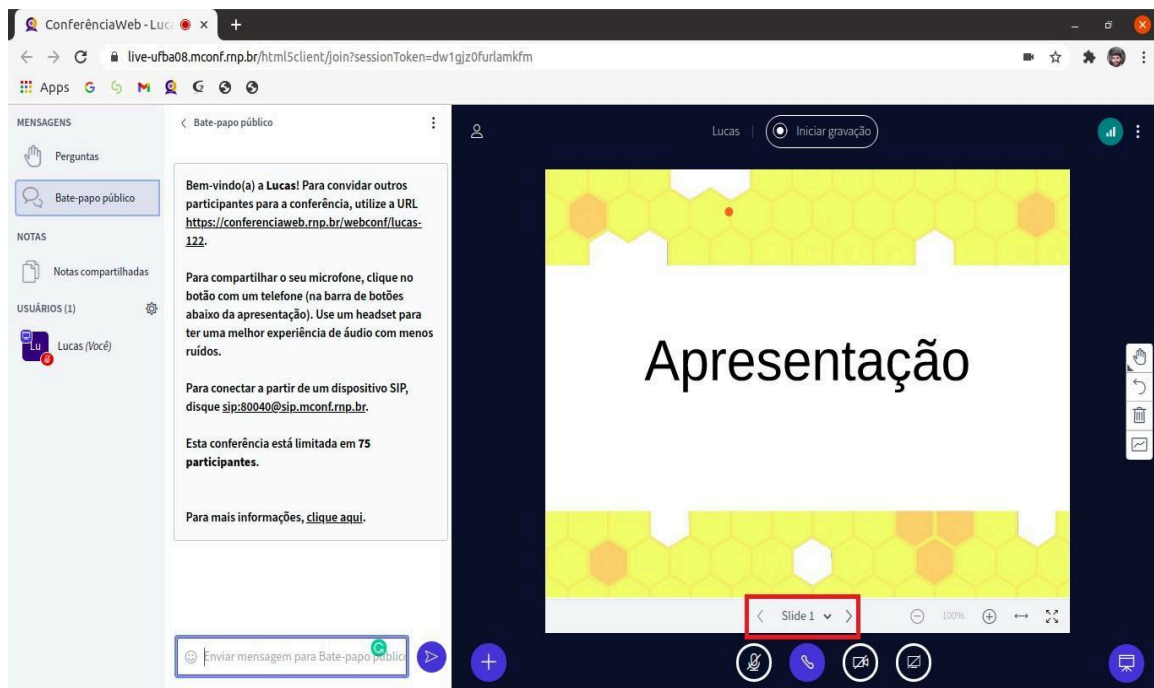 ConferênciaWeb - Luc
live-ufba08.mconf.rnp.br/html5client/join?sessionToken=dw1gjz0furlamkfm
Apps
MENSAGENS
Perguntas
Bate-papo público
NOTAS
Notas compartilhadas
USUÁRIOS (1)
Lu
Lucas (Você)
Bate-papo público
Bem-vindo(a) a Lucas! Para convidar outros
participantes para a conferência, utilize a URL
https://conferenciaweb.rnp.br/webconf/lucas-
122.
Para compartilhar o seu microfone, clique no
botão com um telefone (na barra de botões
abaixo da apresentação). Use um headset para
ter uma melhor experiência de áudio com menos
ruídos.
Para conectar a partir de um dispositivo SIP,
disque sip:80040@sip.mconf.rnp.br.
Esta conferência está limitada em 75
participantes.
Para mais informações, clique aqui.
Enviar mensagem para Bate-papo público
Lucas | Iniciar gravação
Apresentação
Slide 1
100%